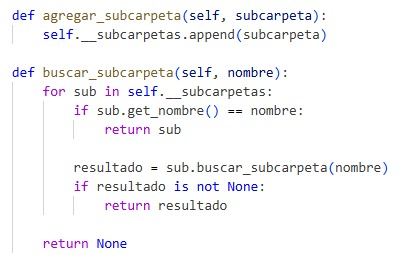 def agregar_subcarpeta(self, subcarpeta):
    self.__subcarpetas.append(subcarpeta)

def buscar_subcarpeta(self, nombre):
    for sub in self.__subcarpetas:
        if sub.get_nombre() == nombre:
            return sub

        resultado = sub.buscar_subcarpeta(nombre)
        if resultado is not None:
            return resultado

    return None